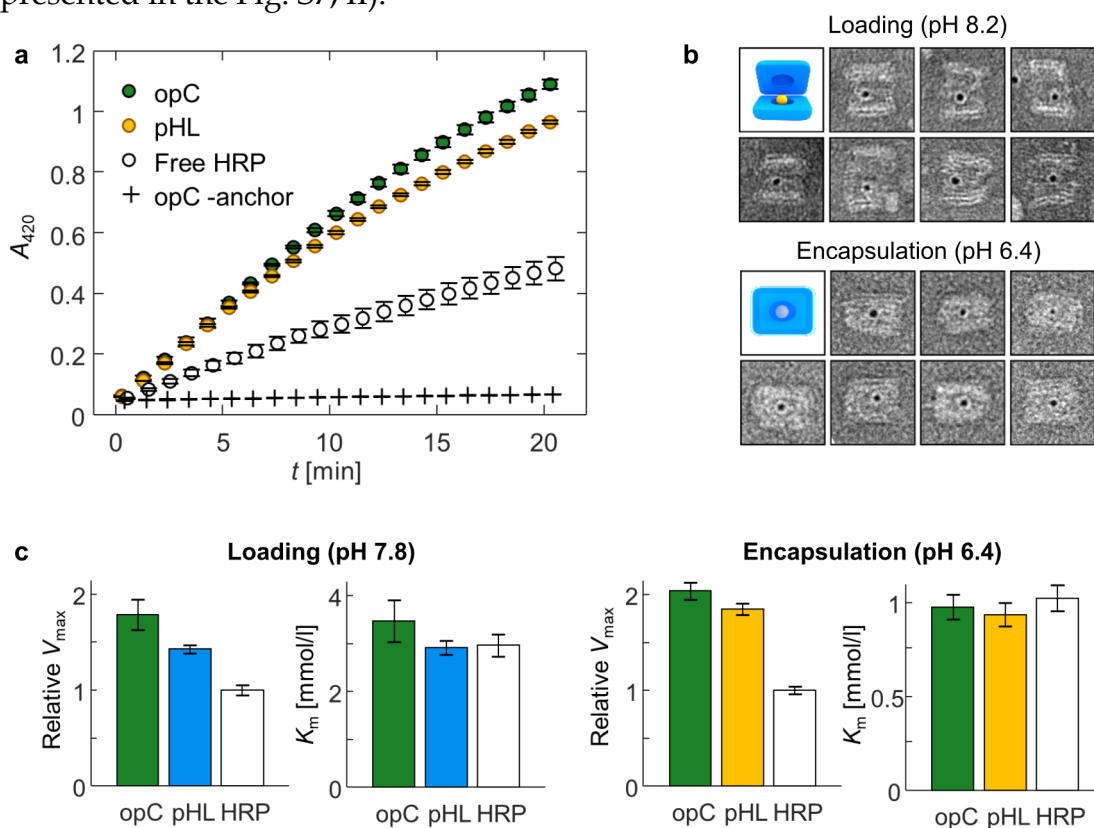 presented in the Fig. S7, II).
a
1.2
1
0.8
0.6
0.4
0.2
0
A420
opC
pHL
Free HRP
opC -anchor
0 5 10 15 20
t [min]
b
Loading (pH 8.2)
Encapsulation (pH 6.4)
c
Loading (pH 7.8)
Relative Vmax
2
1
0
opC pHL HRP
Km [mmol/l]
4
2
0
opC pHL HRP
Encapsulation (pH 6.4)
Relative Vmax
2
1
0
opC pHL HRP
Km [mmol/l]
1
0.5
0
opC pHL HRP